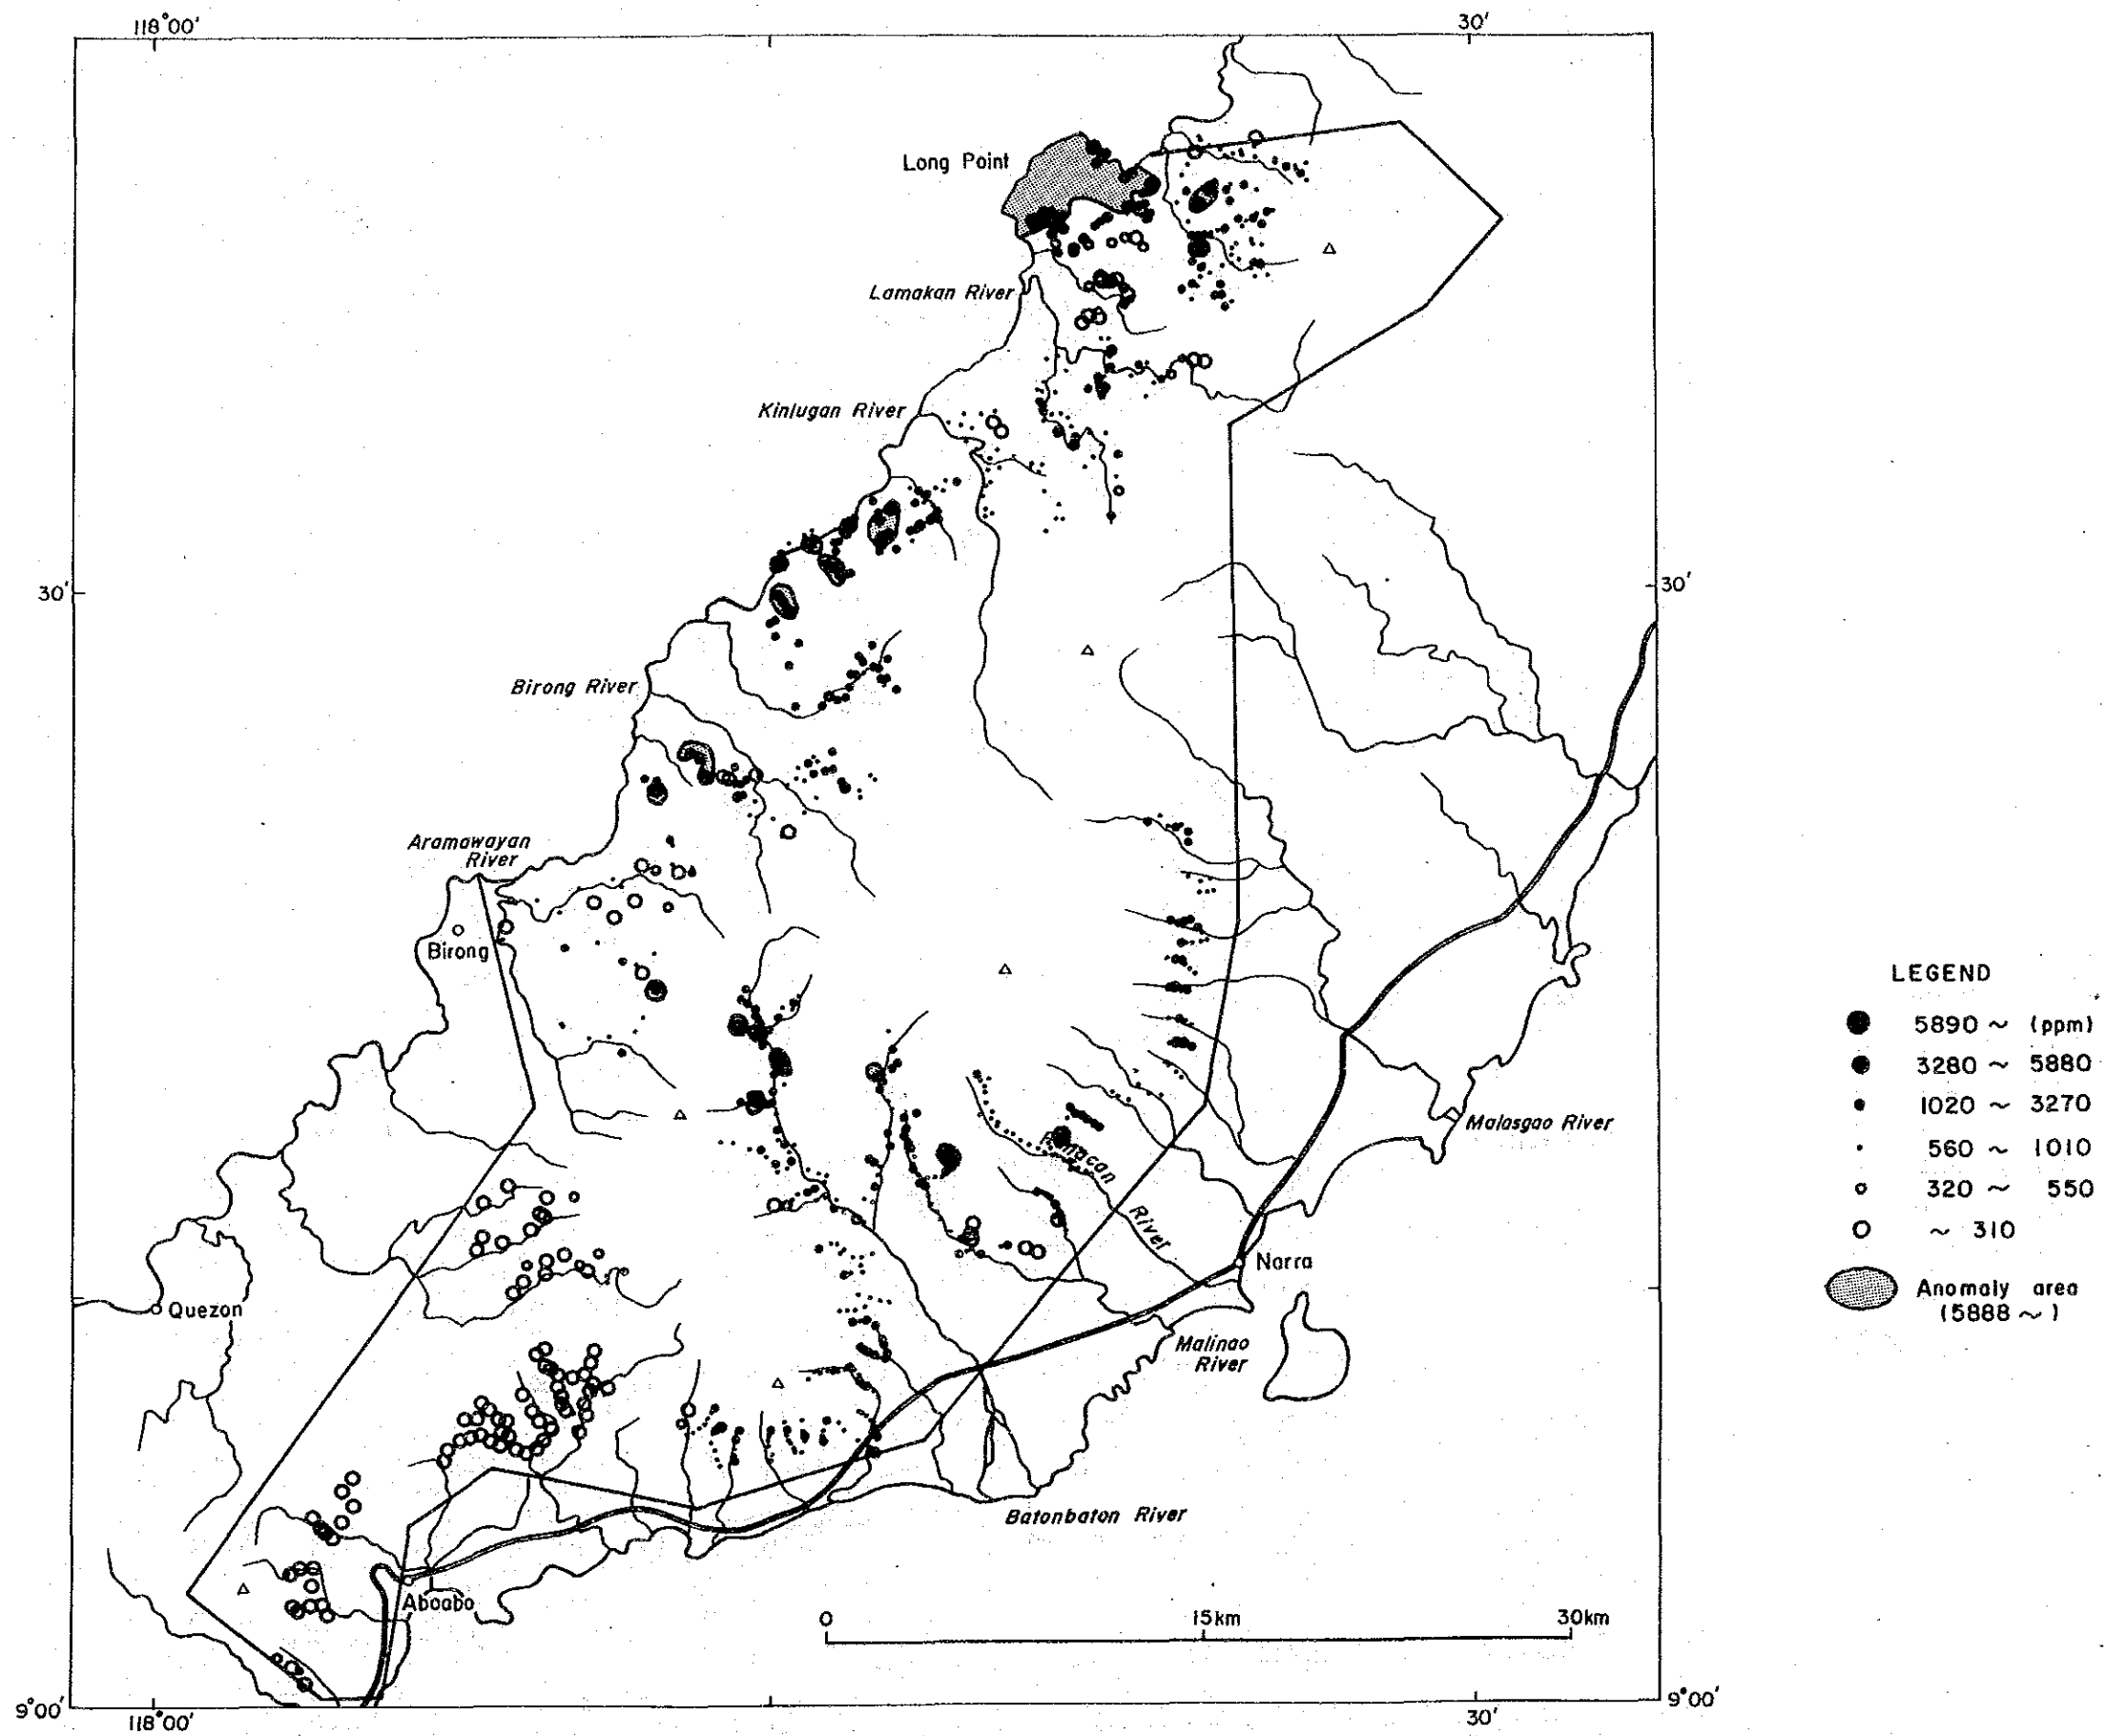 118°00'
30'
Long Point
Lamakan River
Kinlugan River
30'
30'
Birong River
Aramawayan
River
Birong
LEGEND
5890 ~ (ppm)
3280 ~ 5880
1020 ~ 3270
560 ~ 1010
320 ~ 550
~ 310
Anomaly area
(5888 ~ )
Malasgao River
River
Narra
Quezon
Malinao
River
Batonbaton River
Aboabo
0 15km 30km
9°00'
9°00'
118°00'
30'